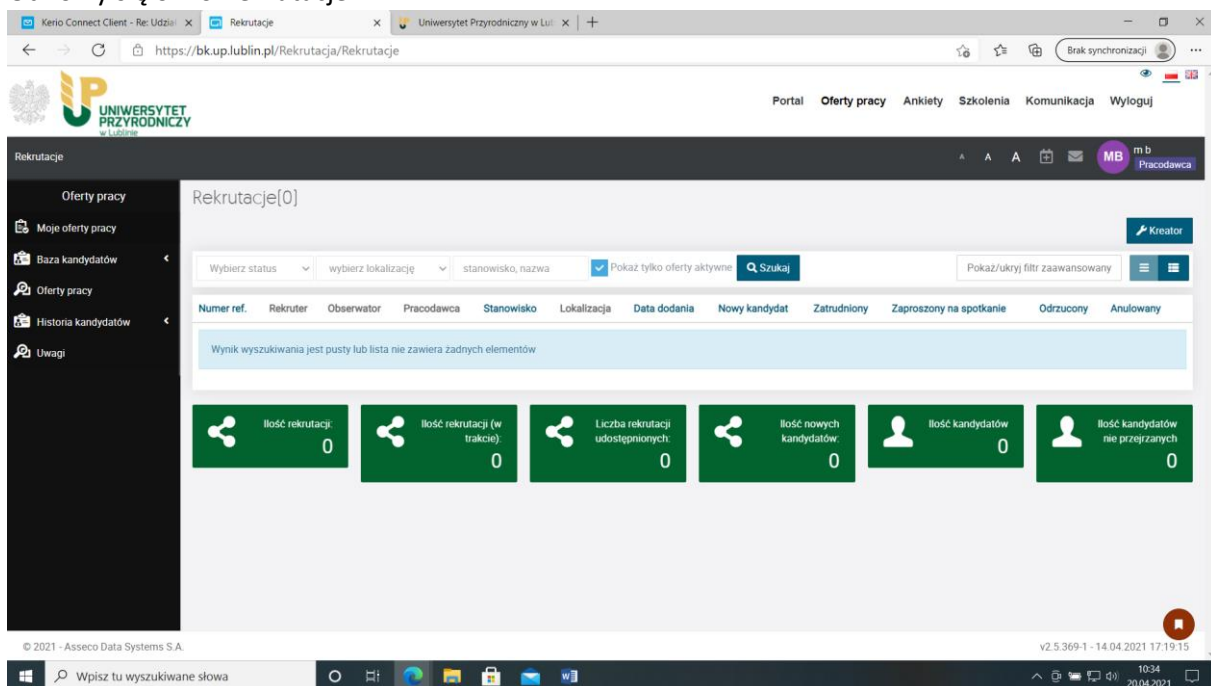 Kerio Connect Client - Re: Udział
Rekrutacje
Uniwersytet Przyrodniczy w Lub
https://bk.up.lublin.pl/Rekrutacja/Rekrutacje
Brak synchronizacji
UNIWERSYTET
PRZYRODNICZY
w Lublinie
Portal Oferty pracy Ankiety Szkolenia Komunikacja Wyloguj
Rekrutacje
A A A
MB
m b
Pracodawca
Oferty pracy
Moje oferty pracy
Baza kandydatów
Oferty pracy
Historia kandydatów
Uwagi
Rekrutacje[0]
Kreator
Wybierz status wybierz lokalizację stanowisko, nazwa Pokaż tylko oferty aktywne Szukaj Pokaż/ukryj filtr zaawansowany
Numer ref. Rekruter Obserwator Pracodawca Stanowisko Lokalizacja Data dodania Nowy kandydat Zatrudniony Zaproszony na spotkanie Odrzucony Anulowany
Wynik wyszukiwania jest pusty lub lista nie zawiera żadnych elementów
Ilość rekrutacji:
0
Ilość rekrutacji (w
trakcie):
0
Liczba rekrutacji
udostępnionych:
0
Ilość nowych
kandydatów:
0
Ilość kandydatów
0
Ilość kandydatów
nie przejrzanych
0
© 2021 - Asseco Data Systems S.A.
v2.5.369-1 - 14.04.2021 17:19:15
Wpisz tu wyszukiwane słowa
10:34
20.04.2021